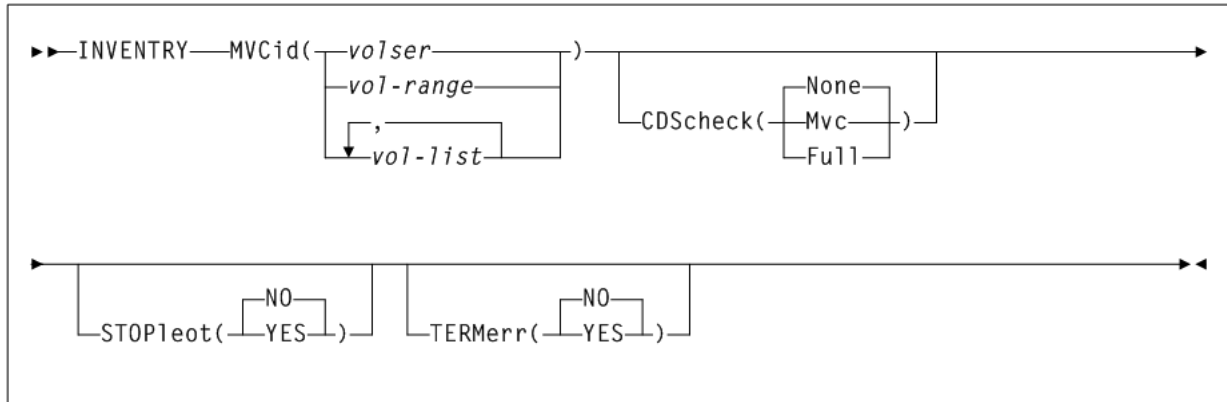 INVENTRY MVCid( volser )
vol-range
,
vol-list
None
CDScheck( Mvc )
Full
NO
STOPleot( YES )
NO
TERMerr( YES )